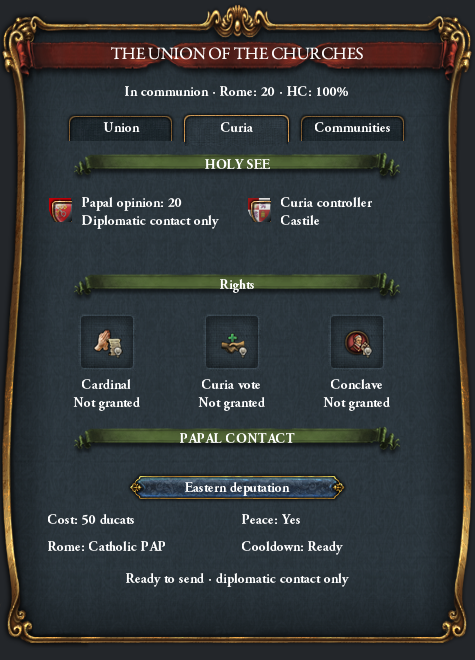 THE UNION OF THE CHURCHES
In communion · Rome: 20 · HC: 100%
Union
Curia
Communities
HOLY SEE
Papal opinion: 20
Diplomatic contact only
Curia controller
Castile
Rights
Cardinal
Not granted
Curia vote
Not granted
Conclave
Not granted
PAPAL CONTACT
Eastern deputation
Cost: 50 ducats
Peace: Yes
Rome: Catholic PAP
Cooldown: Ready
Ready to send · diplomatic contact only